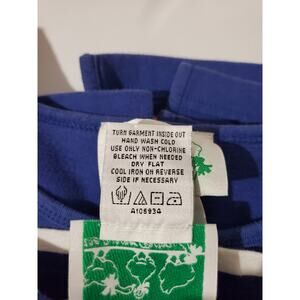 TURN GARMENT INSIDE OUT
HAND WASH COLD
USE ONLY NON-CHLORINE
BLEACH WHEN NEEDED
DRY FLAT
COOL IRON ON REVERSE
SIDE IF NECESSARY
A106934